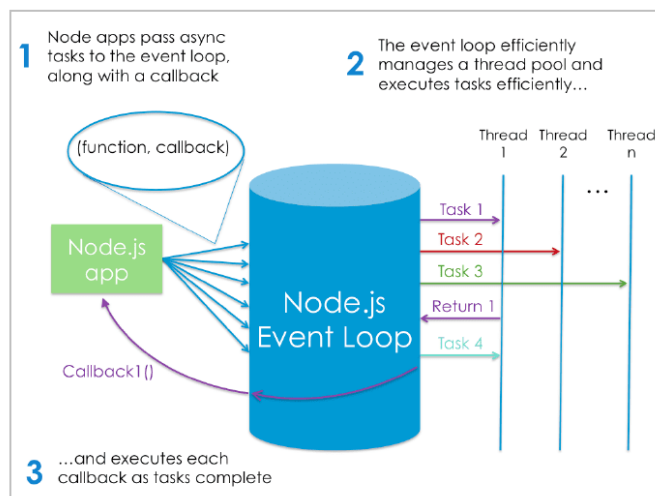 1
Node apps pass async
tasks to the event loop,
along with a callback
2
The event loop efficiently
manages a thread pool and
executes tasks efficiently…
(function, callback)
Thread
1
Thread
2
Thread
n
...
Node.js
app
Node.js
Event Loop
Task 1
Task 2
Task 3
Return 1
Task 4
Callback1()
3
…and executes each
callback as tasks complete